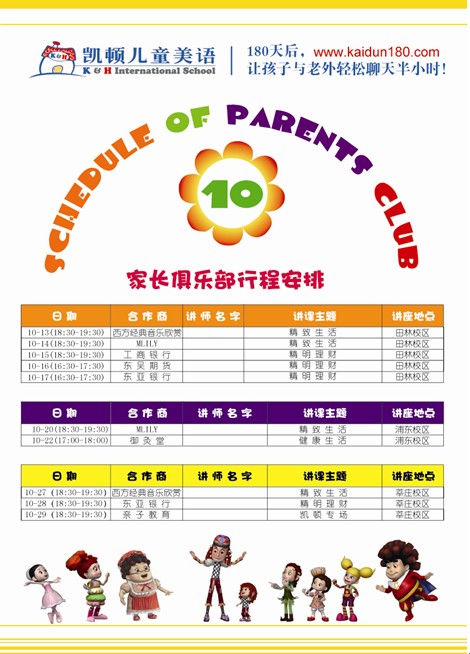 凯顿儿童美语
K & H International School
K&H
180天后，www.kaidun180.com
让孩子与老外轻松聊天半小时！
SCHEDULE OF PARENTS CLUB
10
家长俱乐部行程安排
日期 合作商 讲师名字 讲课主题 讲座地点
10-13(18:30-19:30) 西方经典音乐欣赏 精致生活 田林校区
10-14(18:30-19:30) MLILY 精致生活 田林校区
10-15(18:30-19:30) 工商银行 精明理财 田林校区
10-16(16:30-17:30) 东吴期货 精明理财 田林校区
10-17(16:30-17:30) 东亚银行 精明理财 田林校区
日期 合作商 讲师名字 讲课主题 讲座地点
10-20(18:30-19:30) MLILY 精致生活 浦东校区
10-22(17:00-18:00) 御灸堂 健康生活 浦东校区
日期 合作商 讲师名字 讲课主题 讲座地点
10-27 (18:30-19:30) 西方经典音乐欣赏 精致生活 莘庄校区
10-28 (18:30-19:30) 东亚银行 精明理财 莘庄校区
10-29 (18:30-19:30) 亲子教育 凯顿专场 莘庄校区